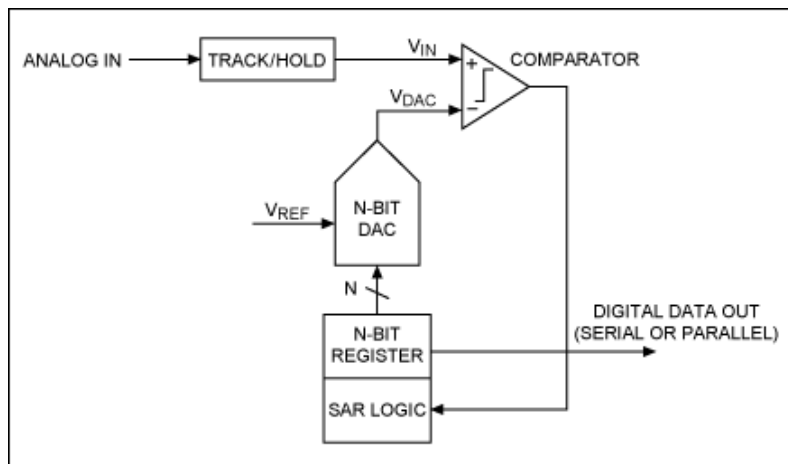 ANALOG IN
TRACK/HOLD
VIN
+
COMPARATOR
VDAC
−
VREF
N-BIT
DAC
N
N-BIT
REGISTER
DIGITAL DATA OUT
(SERIAL OR PARALLEL)
SAR LOGIC